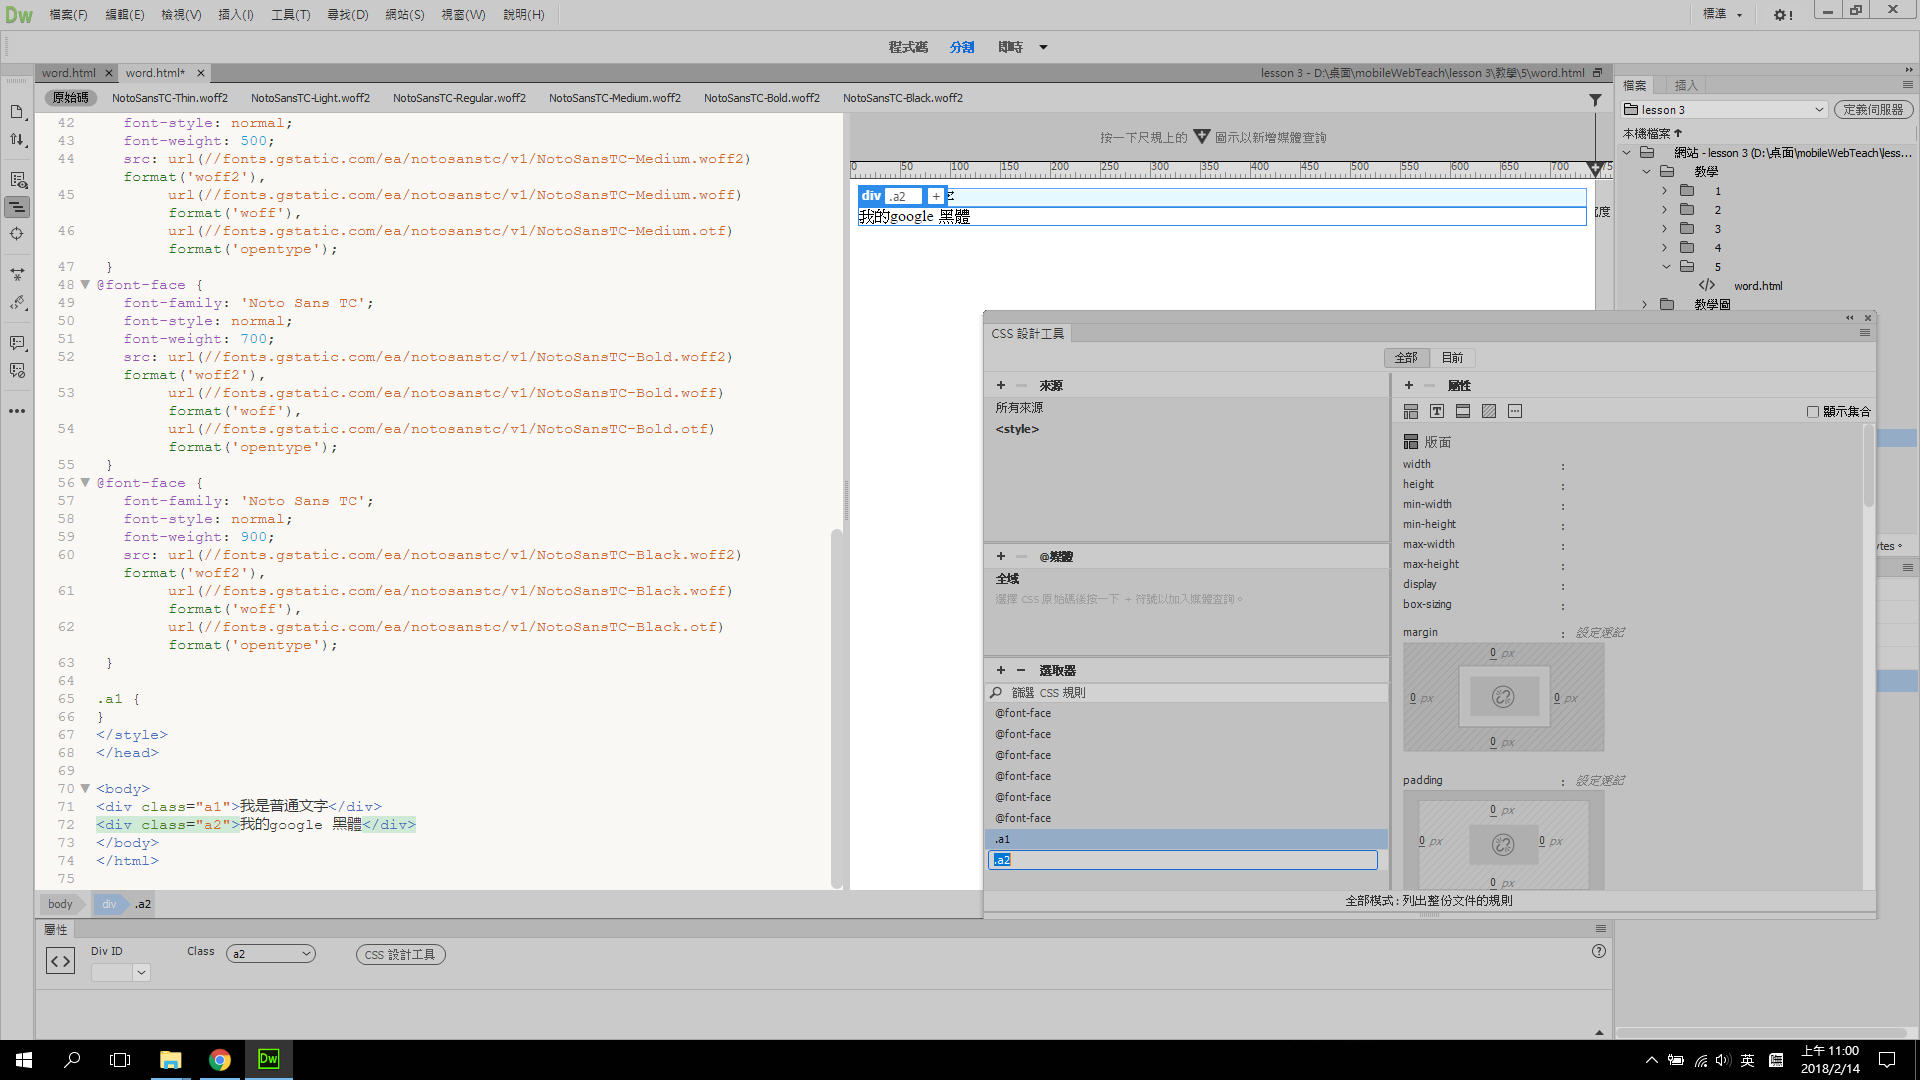 Dw 檔案(F) 編輯(E) 檢視(V) 插入(I) 工具(T) 尋找(D) 網站(S) 視窗(W) 說明(H) 標準
程式碼 分割 即時
word.html word.html* lesson 3 - D:\桌面\mobileWebTeach\lesson 3\教學\5\word.html
原始碼 NotoSansTC-Thin.woff2 NotoSansTC-Light.woff2 NotoSansTC-Regular.woff2 NotoSansTC-Medium.woff2 NotoSansTC-Bold.woff2 NotoSansTC-Black.woff2
42 font-style: normal;
43 font-weight: 500;
44 src: url(//fonts.gstatic.com/ea/notosanstc/v1/NotoSansTC-Medium.woff2)
format('woff2'),
45 url(//fonts.gstatic.com/ea/notosanstc/v1/NotoSansTC-Medium.woff)
format('woff'),
46 url(//fonts.gstatic.com/ea/notosanstc/v1/NotoSansTC-Medium.otf)
format('opentype');
47 }
48 @font-face {
49 font-family: 'Noto Sans TC';
50 font-style: normal;
51 font-weight: 700;
52 src: url(//fonts.gstatic.com/ea/notosanstc/v1/NotoSansTC-Bold.woff2)
format('woff2'),
53 url(//fonts.gstatic.com/ea/notosanstc/v1/NotoSansTC-Bold.woff)
format('woff'),
54 url(//fonts.gstatic.com/ea/notosanstc/v1/NotoSansTC-Bold.otf)
format('opentype');
55 }
56 @font-face {
57 font-family: 'Noto Sans TC';
58 font-style: normal;
59 font-weight: 900;
60 src: url(//fonts.gstatic.com/ea/notosanstc/v1/NotoSansTC-Black.woff2)
format('woff2'),
61 url(//fonts.gstatic.com/ea/notosanstc/v1/NotoSansTC-Black.woff)
format('woff'),
62 url(//fonts.gstatic.com/ea/notosanstc/v1/NotoSansTC-Black.otf)
format('opentype');
63 }
64
65 .a1 {
66 }
67 </style>
68 </head>
69
70 <body>
71 <div class="a1">我是普通文字</div>
72 <div class="a2">我的google 黑體</div>
73 </body>
74 </html>
75
body div .a2
按一下尺規上的 圖示以新增媒體查詢
0 50 100 150 200 250 300 350 400 450 500 550 600 650 700 75
div .a2 +
我的google 黑體
度
CSS 設計工具
全部 目前
+ − 來源
所有來源
<style>
+ − @媒體
全域
選擇 CSS 原始碼後按一下 + 符號以加入媒體查詢。
+ − 選取器
篩選 CSS 規則
@font-face
@font-face
@font-face
@font-face
@font-face
@font-face
.a1
.a2
+ − 屬性
顯示集合
版面
width :
height :
min-width :
min-height :
max-width :
max-height :
display :
box-sizing :
margin : 設定速記
0 px
0 px 0 px
0 px
padding : 設定速記
0 px
0 px 0 px
0 px
全部模式 : 列出整份文件的規則
檔案 插入
lesson 3 定義伺服器
本機檔案
網站 - lesson 3 (D:\桌面\mobileWebTeach\less...
教學
1
2
3
4
5
word.html
教學圖
ytes。
屬性
Div ID Class a2 CSS 設計工具
英
上午 11:00
2018/2/14